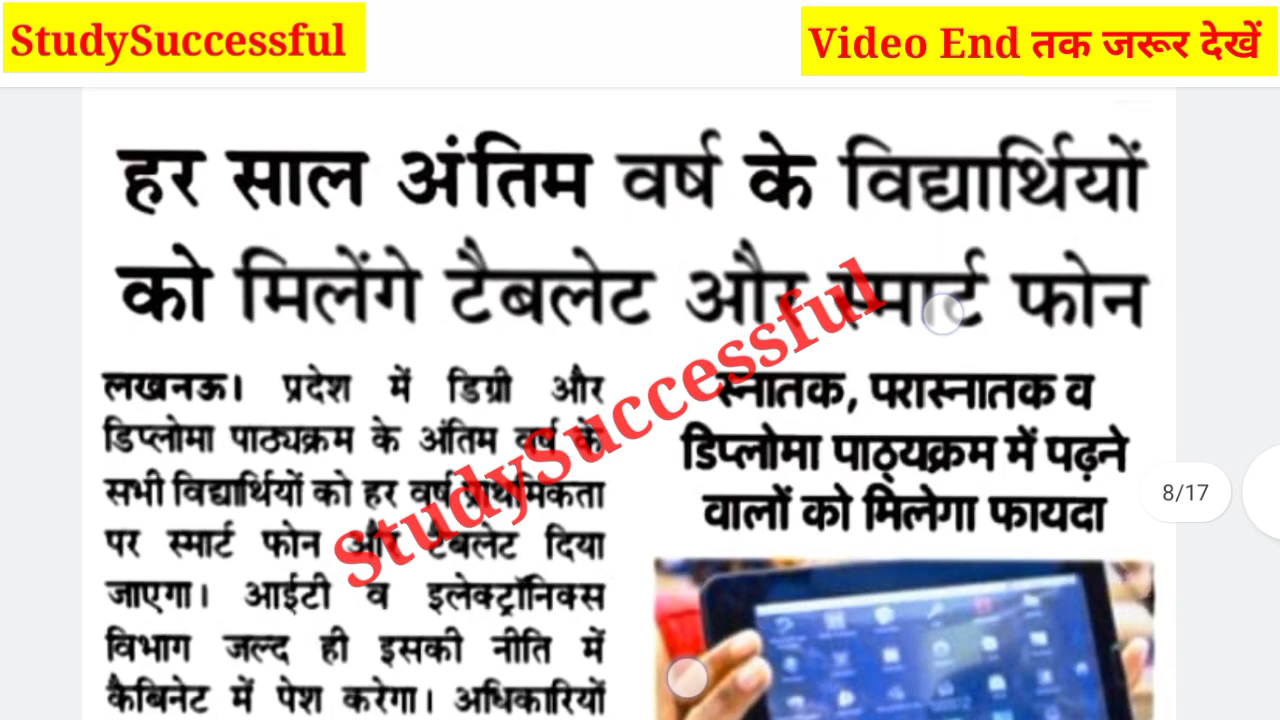 StudySuccessful
Video End तक जरूर देखें
हर साल अंतिम वर्ष के विद्यार्थियों
को मिलेंगे टैबलेट और स्मार्ट फोन
लखनऊ। प्रदेश में डिग्री और
डिप्लोमा पाठ्यक्रम के अंतिम वर्ष के
सभी विद्यार्थियों को हर वर्ष प्राथमिकता
पर स्मार्ट फोन और टैबलेट दिया
जाएगा। आईटी व इलेक्ट्रॉनिक्स
विभाग जल्द ही इसकी नीति में
कैबिनेट में पेश करेगा। अधिकारियों
स्नातक, परास्नातक व
डिप्लोमा पाठ्यक्रम में पढ़ने
वालों को मिलेगा फायदा
StudySuccessful
8/17